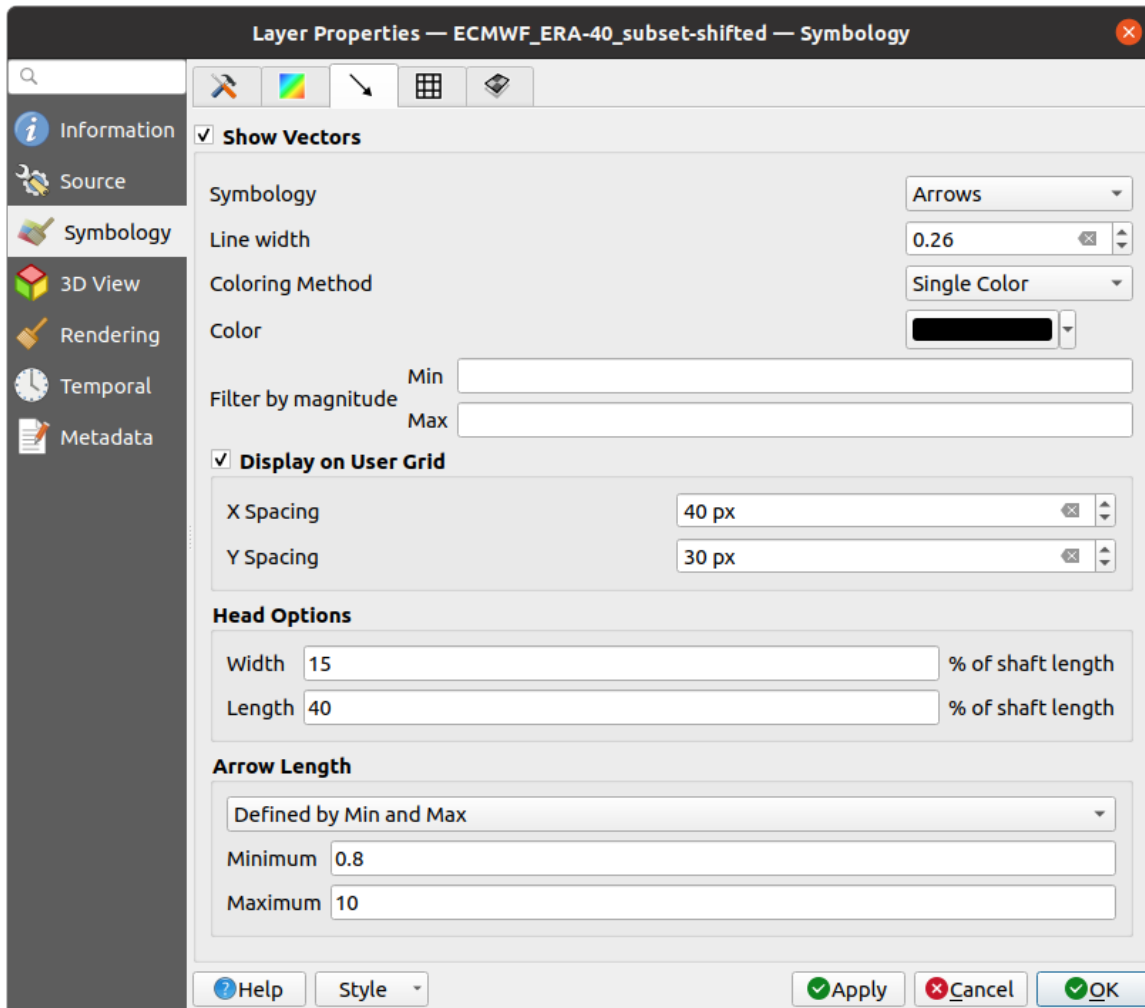 Layer Properties — ECMWF_ERA-40_subset-shifted — Symbology
Information
Source
Symbology
3D View
Rendering
Temporal
Metadata
Show Vectors
Symbology Arrows
Line width 0.26
Coloring Method Single Color
Color
Filter by magnitude
Min
Max
Display on User Grid
X Spacing 40 px
Y Spacing 30 px
Head Options
Width 15 % of shaft length
Length 40 % of shaft length
Arrow Length
Defined by Min and Max
Minimum 0.8
Maximum 10
Help Style Apply Cancel OK